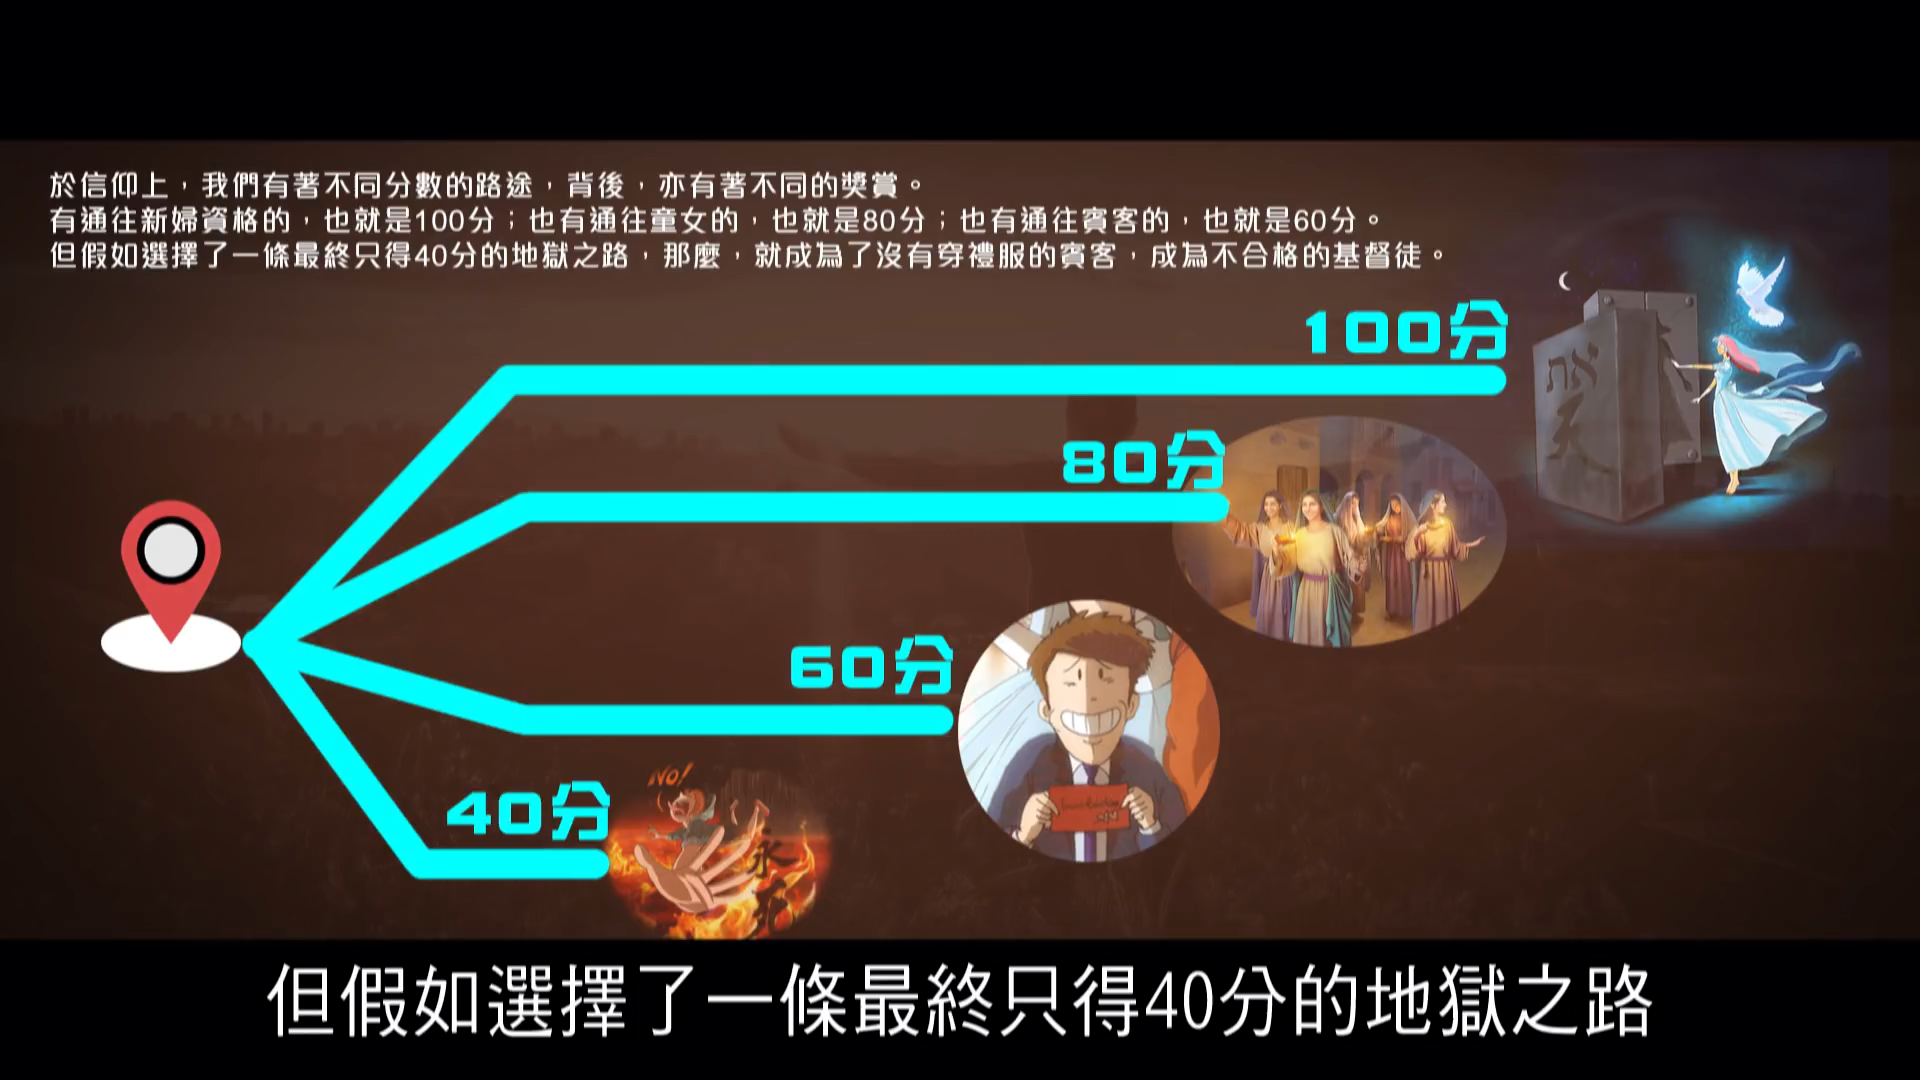 於信仰上，我們有著不同分數的路途，背後，亦有著不同的獎賞。
有通往新婦資格的，也就是100分；也有通往童女的，也就是80分；也有通往賓客的，也就是60分。
但假如選擇了一條最終只得40分的地獄之路，那麼，就成為了沒有穿禮服的賓客，成為不合格的基督徒。
100分
80分
60分
40分
NO!
永
但假如選擇了一條最終只得40分的地獄之路